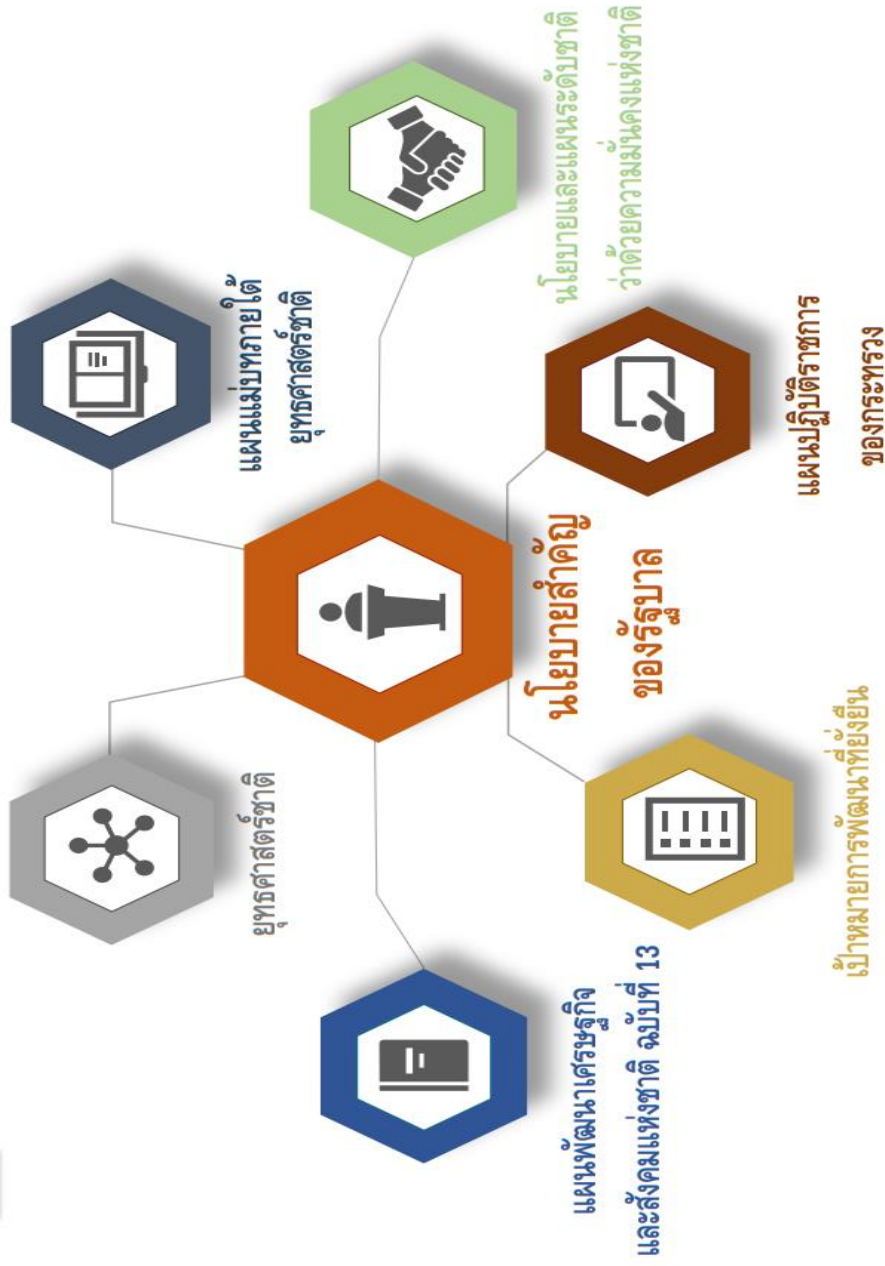 ยุทธศาสตร์ชาติ
แผนแม่บทภายใต้
ยุทธศาสตร์ชาติ
แผนพัฒนาเศรษฐกิจ
และสังคมแห่งชาติ ฉบับที่ 13
นโยบายสำคัญ
ของรัฐบาล
นโยบายและแผนระดับชาติ
ว่าด้วยความมั่นคงแห่งชาติ
เป้าหมายการพัฒนาที่ยั่งยืน
แผนปฏิบัติราชการ
ของกระทรวง